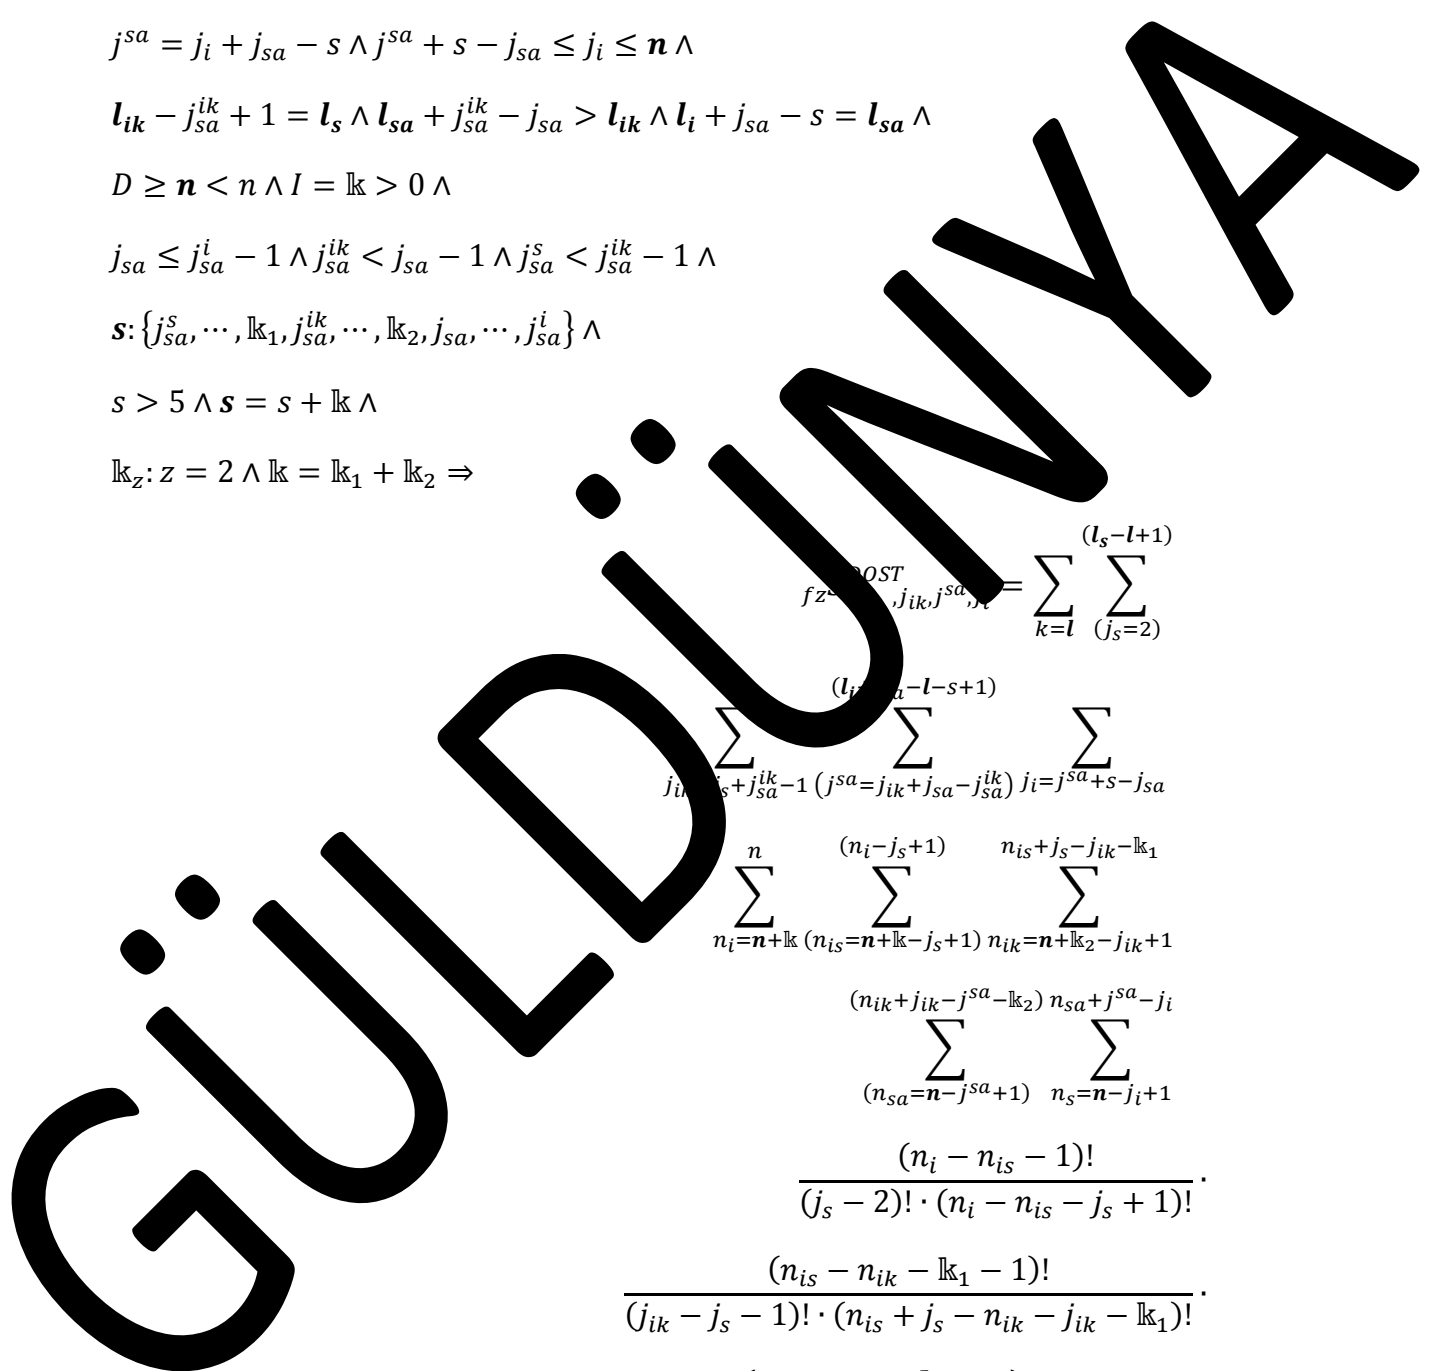 j^{sa} = j_i + j_{sa} − s ∧ j^{sa} + s − j_{sa} ≤ j_i ≤ 𝒏 ∧
𝒍_{𝒊𝒌} − j_{sa}^{ik} + 1 = 𝒍_𝒔 ∧ 𝒍_{𝒔𝒂} + j_{sa}^{ik} − j_{sa} > 𝒍_{𝒊𝒌} ∧ 𝒍_𝒊 + j_{sa} − s = 𝒍_{𝒔𝒂} ∧
D ≥ 𝒏 < n ∧ I = 𝕜 > 0 ∧
j_{sa} ≤ j_{sa}^{i} − 1 ∧ j_{sa}^{ik} < j_{sa} − 1 ∧ j_{sa}^{s} < j_{sa}^{ik} − 1 ∧
𝒔: {j_{sa}^{s}, ⋯ , 𝕜_1, j_{sa}^{ik}, ⋯ , 𝕜_2, j_{sa}, ⋯ , j_{sa}^{i}} ∧
s > 5 ∧ 𝒔 = s + 𝕜 ∧
𝕜_z: z = 2 ∧ 𝕜 = 𝕜_1 + 𝕜_2 ⇒
= ∑_{k=𝒍} ∑_{(j_s=2)}^{(𝒍_𝒔−𝒍+1)}
∑ ∑_{(j^{sa}=j_{ik}+j_{sa}−j_{sa}^{ik})} ∑_{j_i=j^{sa}+s−j_{sa}}
∑_{n_i=𝒏+𝕜}^{n} ∑_{(n_{is}=𝒏+𝕜−j_s+1)}^{(n_i−j_s+1)} ∑_{n_{ik}=𝒏+𝕜_2−j_{ik}+1}^{n_{is}+j_s−j_{ik}−𝕜_1}
∑_{(n_{sa}=𝒏−j^{sa}+1)}^{(n_{ik}+j_{ik}−j^{sa}−𝕜_2)} ∑_{n_s=𝒏−j_i+1}^{n_{sa}+j^{sa}−j_i}
(n_i − n_{is} − 1)!
(j_s − 2)! · (n_i − n_{is} − j_s + 1)! ·
(n_{is} − n_{ik} − 𝕜_1 − 1)!
(j_{ik} − j_s − 1)! · (n_{is} + j_s − n_{ik} − j_{ik} − 𝕜_1)! ·
GÜLDÜNYA